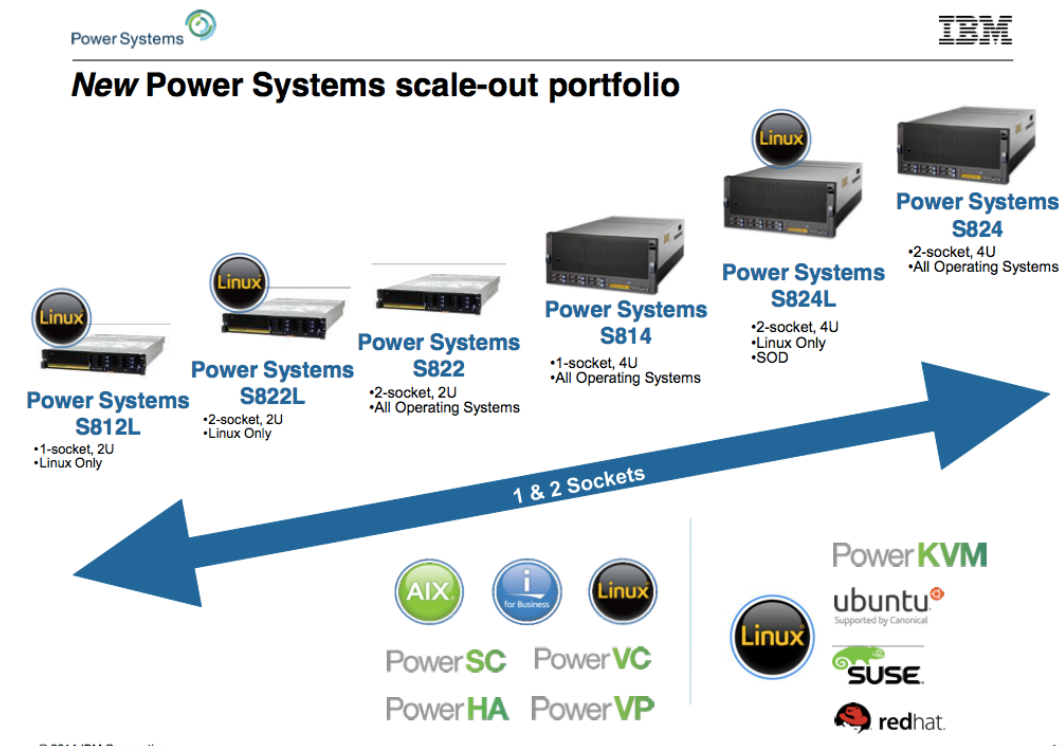 Power Systems
IBM
New Power Systems scale-out portfolio
Linux
Power Systems
S812L
•1-socket, 2U
•Linux Only
Linux
Power Systems
S822L
•2-socket, 2U
•Linux Only
Power Systems
S822
•2-socket, 2U
•All Operating Systems
Power Systems
S814
•1-socket, 4U
•All Operating Systems
Linux
Power Systems
S824L
•2-socket, 4U
•Linux Only
•SOD
Power Systems
S824
•2-socket, 4U
•All Operating Systems
1 & 2 Sockets
AIX
i
for Business
Linux
PowerSC
PowerVC
PowerHA
PowerVP
Linux
PowerKVM
ubuntu
Supported by Canonical
SUSE
redhat.
© 2014 IBM Corporation